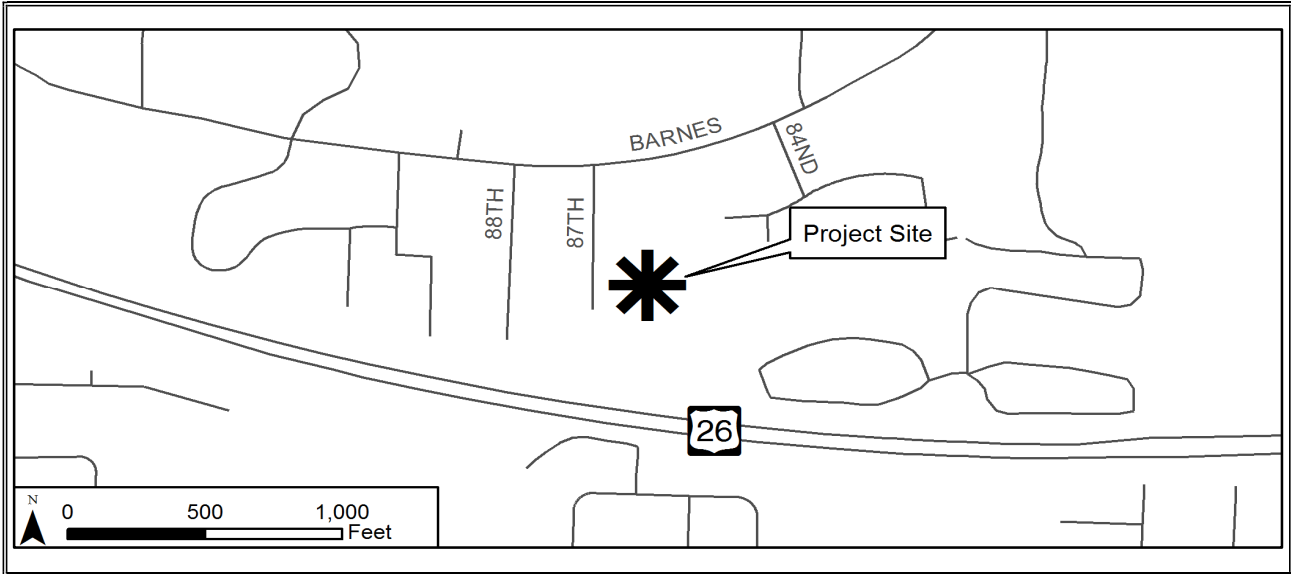 BARNES
84ND
88TH
87TH
Project Site
26
N
0 500 1,000
Feet